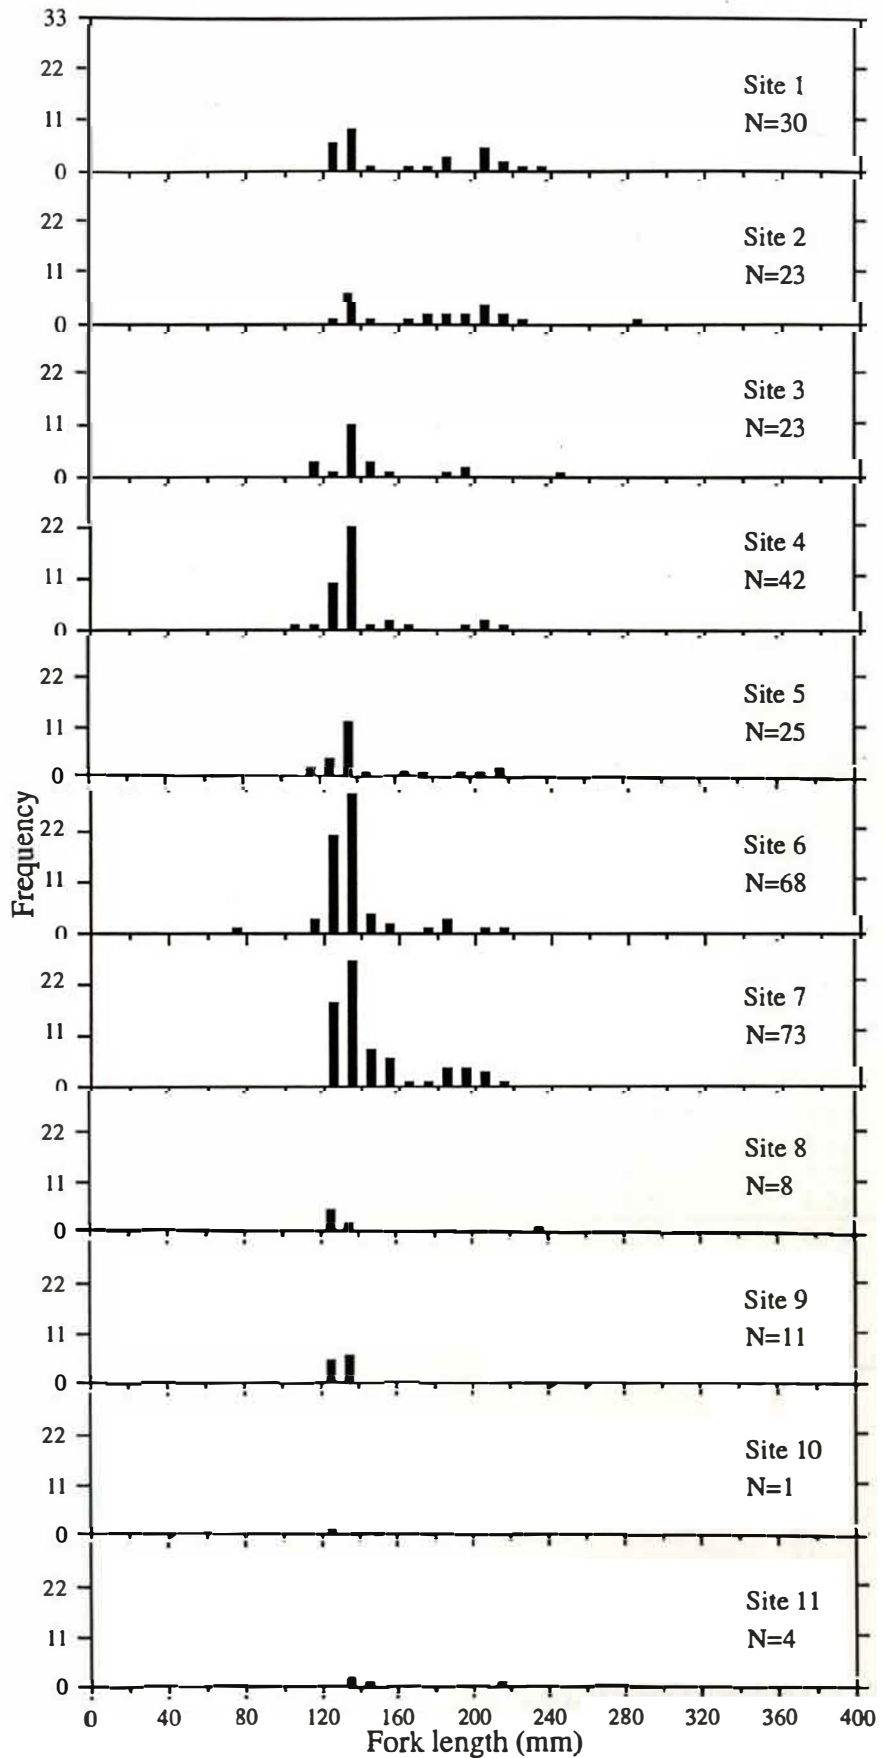 33
22
Site 1
11
N=30
0
22
Site 2
11
N=23
0
22
Site 3
11
N=23
0
22
Site 4
11
N=42
0
22
Site 5
11
N=25
0
Frequency
22
Site 6
11
N=68
0
22
Site 7
11
N=73
0
22
Site 8
11
N=8
0
22
Site 9
11
N=11
0
22
Site 10
11
N=1
0
22
Site 11
11
N=4
0
0 40 80 120 160 200 240 280 320 360 400
Fork length (mm)